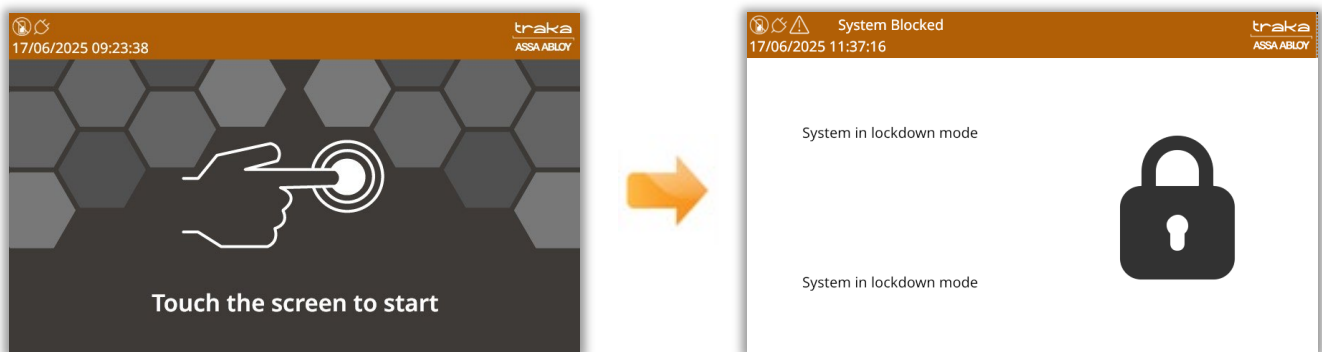 traka
17/06/2025 09:23:38
ASSA ABLOY
Touch the screen to start
System Blocked
traka
17/06/2025 11:37:16
ASSA ABLOY
System in lockdown mode
System in lockdown mode